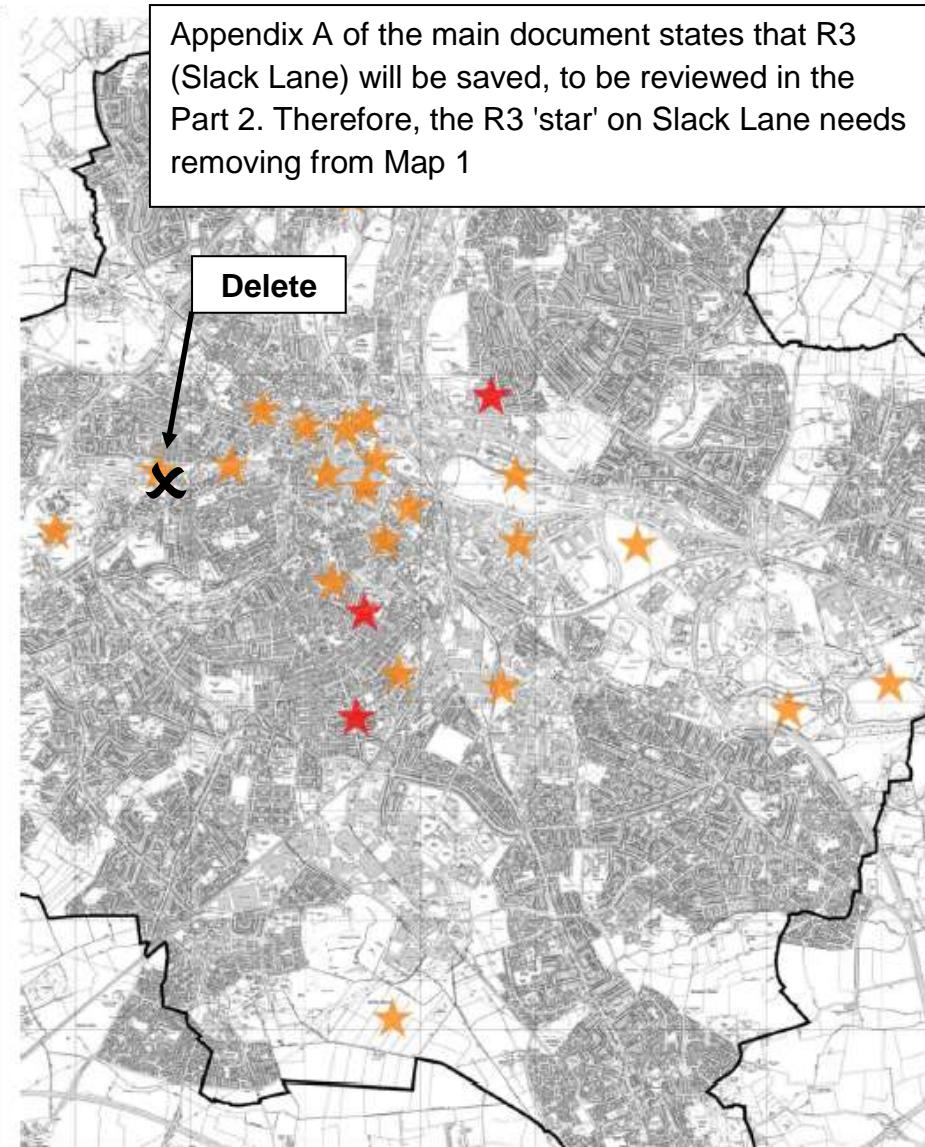 Appendix A of the main document states that R3
(Slack Lane) will be saved, to be reviewed in the
Part 2. Therefore, the R3 'star' on Slack Lane needs
removing from Map 1
Delete